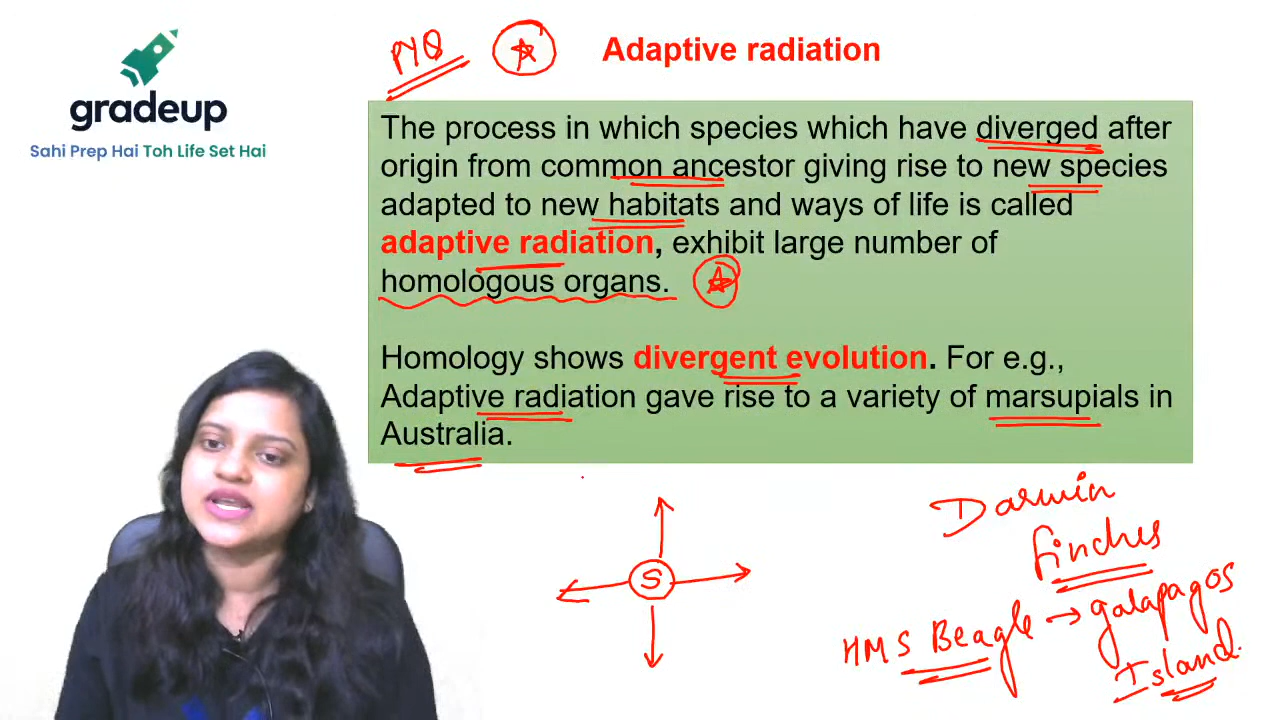 PYQ
Adaptive radiation
gradeup
Sahi Prep Hai Toh Life Set Hai
The process in which species which have diverged after
origin from common ancestor giving rise to new species
adapted to new habitats and ways of life is called
adaptive radiation, exhibit large number of
homologous organs.
Homology shows divergent evolution. For e.g.,
Adaptive radiation gave rise to a variety of marsupials in
Australia.
S
Darwin
finches
HMS Beagle → galapagos
Island.